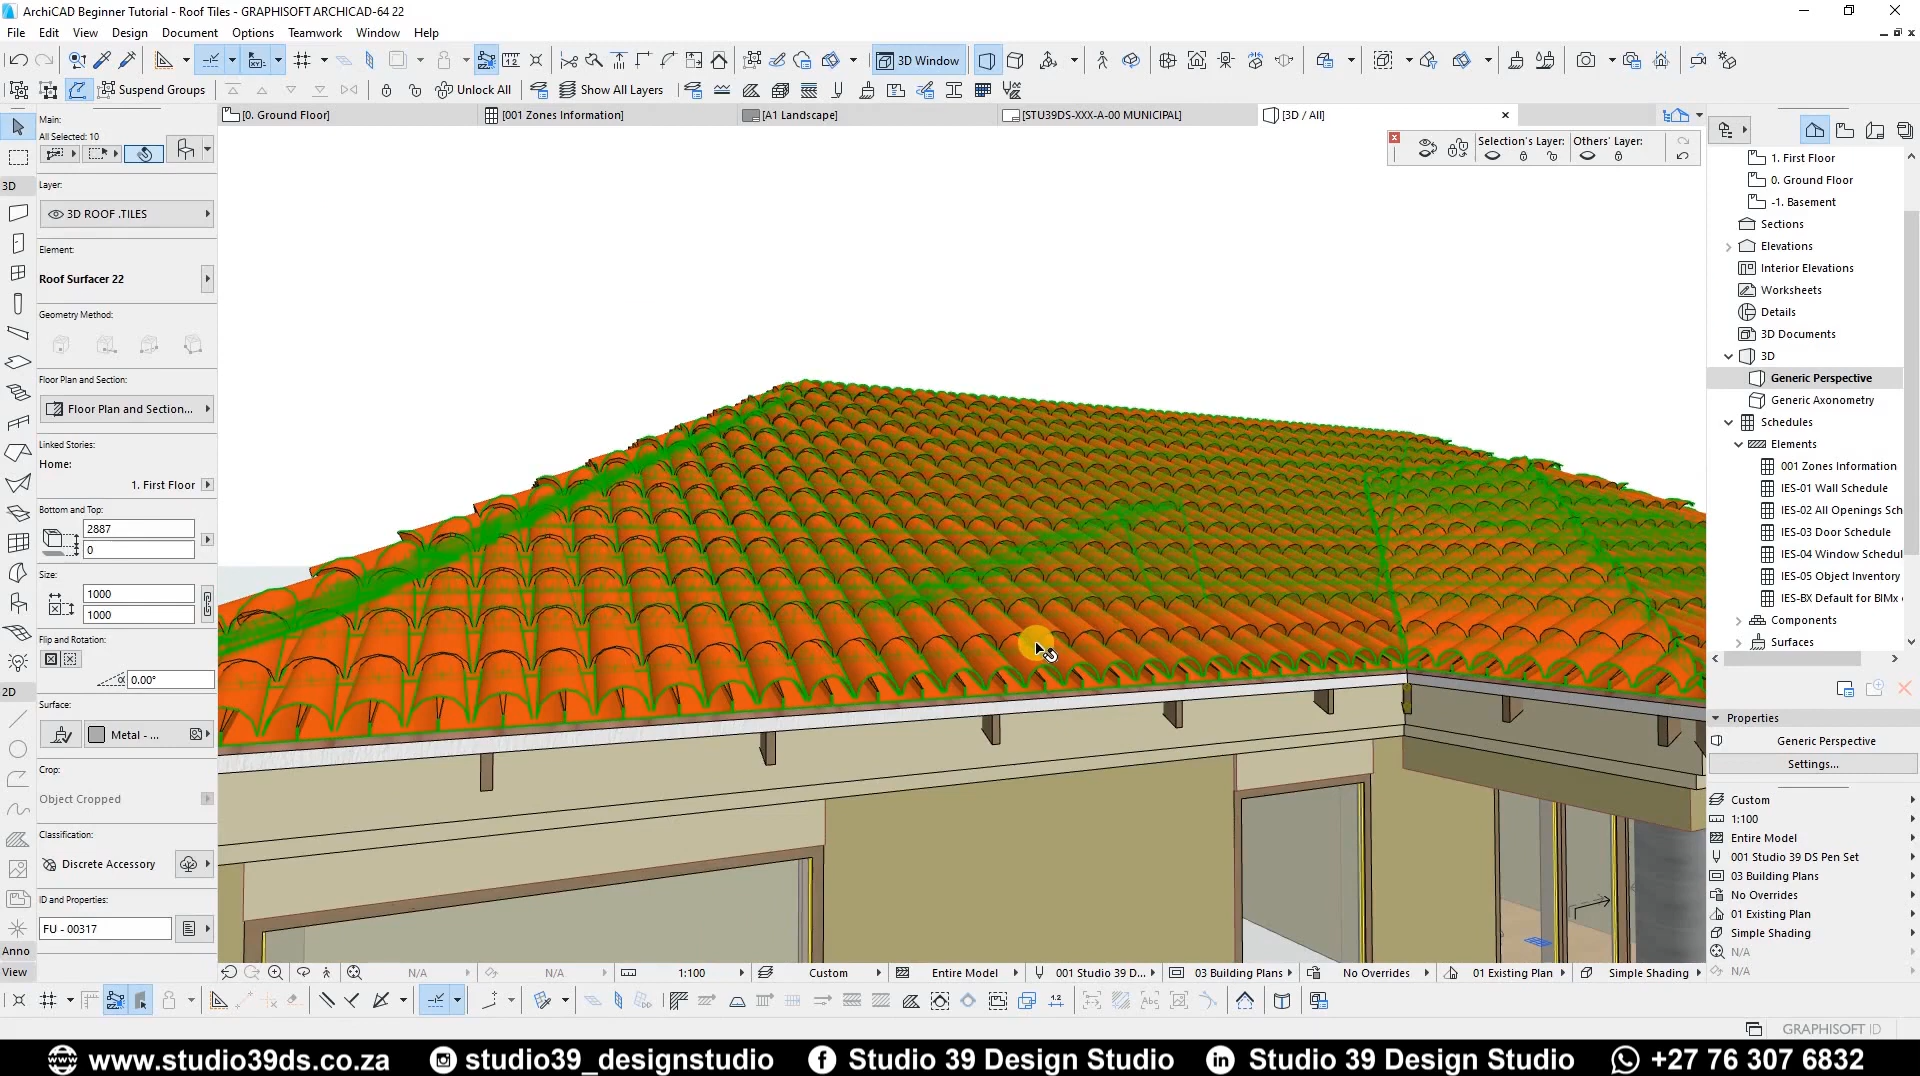 ArchiCAD Beginner Tutorial - Roof Tiles - GRAPHISOFT ARCHICAD-64 22
File Edit View Design Document Options Teamwork Window Help
3D Window
Suspend Groups Unlock All Show All Layers
[0. Ground Floor] [001 Zones Information] [A1 Landscape] [STU39DS-XXX-A-00 MUNICIPAL] [3D / All]
Main:
All Selected: 10
Selection's Layer: Others' Layer:
3D
Layer:
3D ROOF .TILES
Element:
Roof Surfacer 22
Geometry Method:
Floor Plan and Section:
Floor Plan and Section...
Linked Stories:
Home:
1. First Floor
Bottom and Top:
2887
0
Size:
1000
1000
Flip and Rotation:
0.00°
2D
Surface:
Metal - ...
Crop:
Object Cropped
Classification:
Discrete Accessory
ID and Properties:
FU - 00317
Anno
View
1. First Floor
0. Ground Floor
-1. Basement
Sections
Elevations
Interior Elevations
Worksheets
Details
3D Documents
3D
Generic Perspective
Generic Axonometry
Schedules
Elements
001 Zones Information
IES-01 Wall Schedule
IES-02 All Openings Sch
IES-03 Door Schedule
IES-04 Window Schedul
IES-05 Object Inventory
IES-BX Default for BIMx
Components
Surfaces
Properties
Generic Perspective
Settings...
Custom
1:100
Entire Model
001 Studio 39 DS Pen Set
03 Building Plans
No Overrides
01 Existing Plan
Simple Shading
N/A
N/A
N/A N/A 1:100 Custom Entire Model 001 Studio 39 D... 03 Building Plans No Overrides 01 Existing Plan Simple Shading
GRAPHISOFT ID
www.studio39ds.co.za studio39_designstudio Studio 39 Design Studio Studio 39 Design Studio +27 76 307 6832